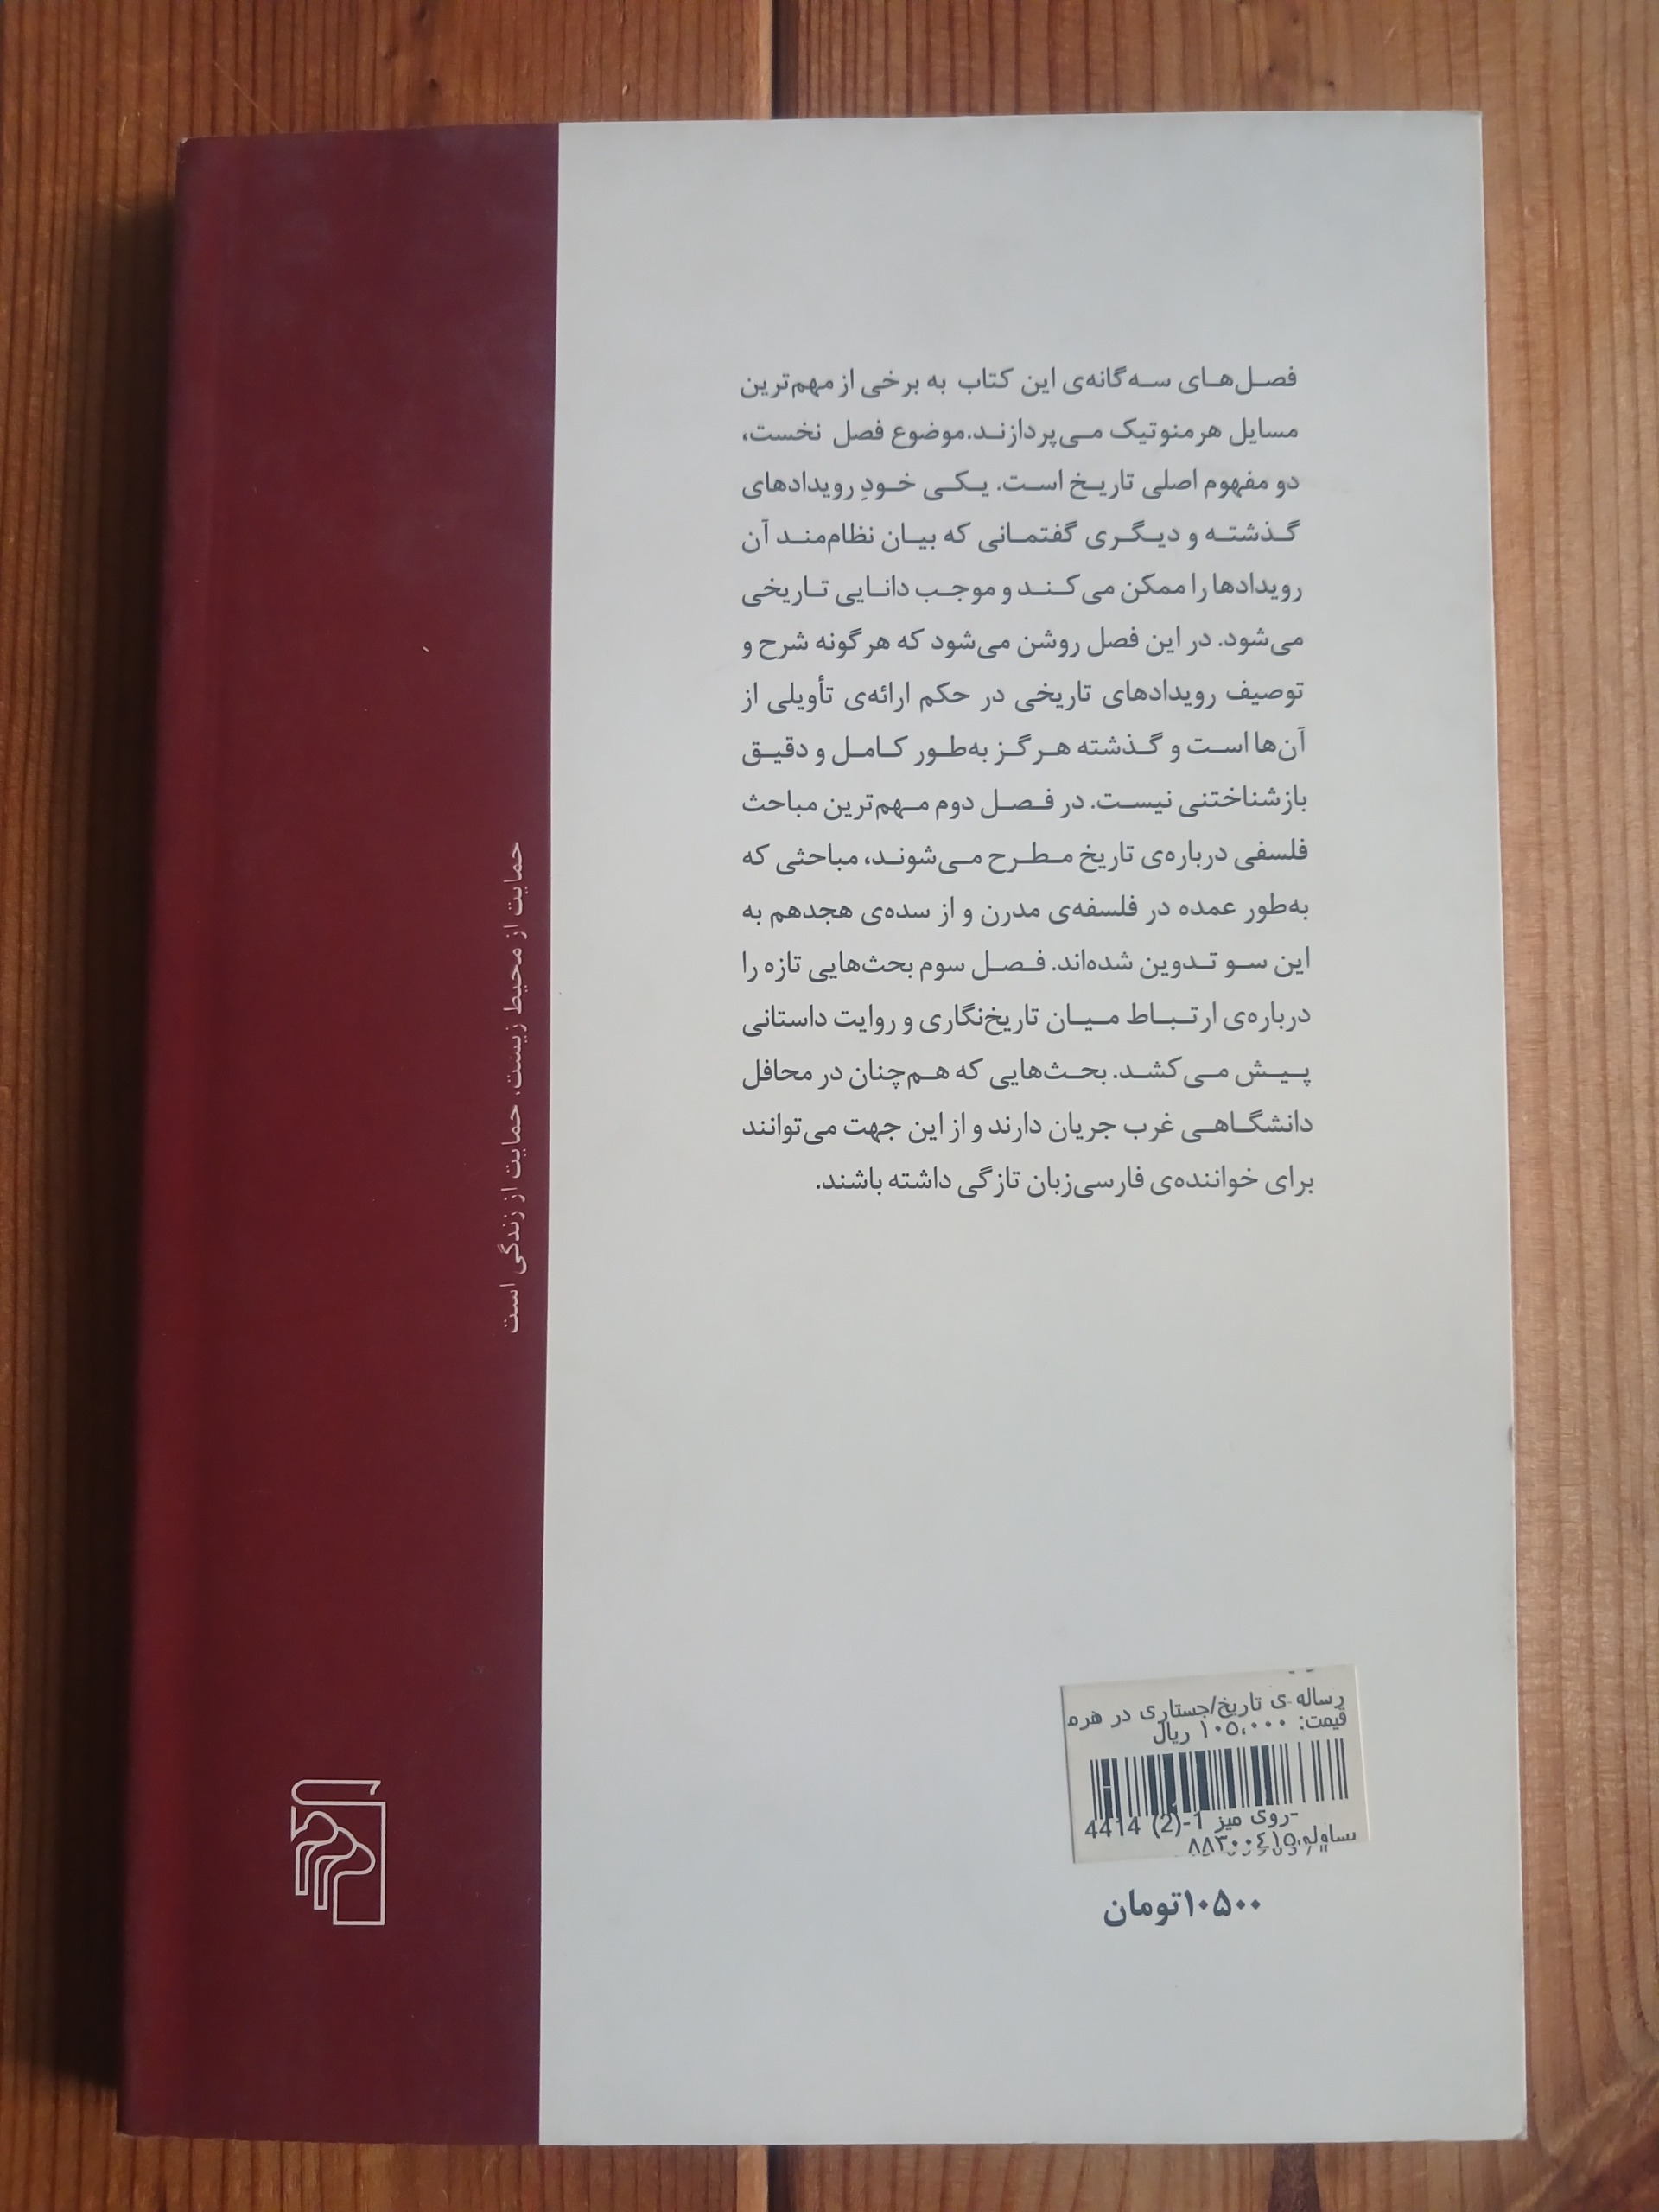 فصل‌های سه‌گانه‌ی این کتاب به برخی از مهم‌ترین
مسایل هرمنوتیک می‌پردازند.موضوع فصل نخست،
دو مفهوم اصلی تاریخ است. یکی خودِ رویدادهای
گذشته و دیگری گفتمانی که بیان نظام‌مند آن
رویدادها را ممکن می‌کند و موجب دانایی تاریخی
می‌شود. در این فصل روشن می‌شود که هرگونه شرح و
توصیف رویدادهای تاریخی در حکم ارائه‌ی تأویلی از
آن‌ها است و گذشته هرگز به‌طور کامل و دقیق
بازشناختنی نیست. در فصل دوم مهم‌ترین مباحث
فلسفی درباره‌ی تاریخ مطرح می‌شوند، مباحثی که
به‌طور عمده در فلسفه‌ی مدرن و از سده‌ی هجدهم به
این سو تدوین شده‌اند. فصل سوم بحث‌هایی تازه را
درباره‌ی ارتباط میان تاریخ‌نگاری و روایت داستانی
پیش می‌کشد. بحث‌هایی که هم‌چنان در محافل
دانشگاهی غرب جریان دارند و از این جهت می‌توانند
برای خواننده‌ی فارسی‌زبان تازگی داشته باشند.
حمایت از محیط زیست، حمایت از زندگی است
رساله ی تاریخ/جستاری در هرم
قیمت: ۱۰۵،۰۰۰ ریال
-روی میز 1-(2) 4414
۸۸۳۰۰٤۱۵
۱۰۵۰۰تومان